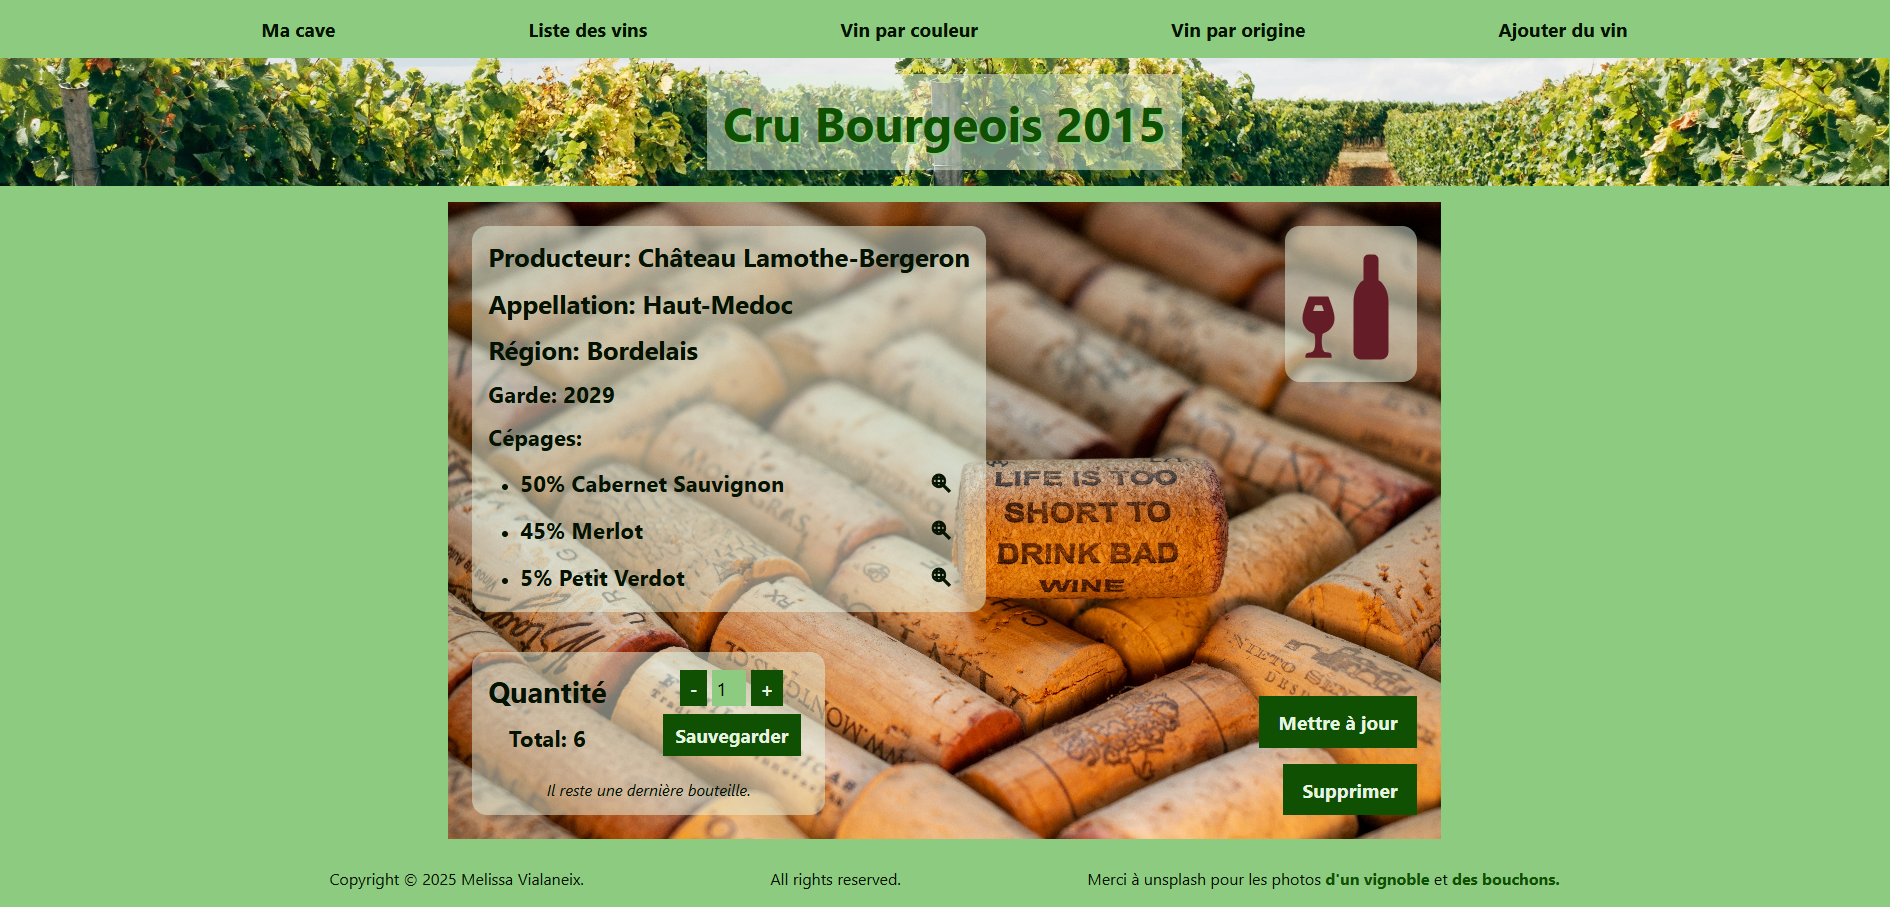 Ma cave
Liste des vins
Vin par couleur
Vin par origine
Ajouter du vin
Cru Bourgeois 2015
Producteur: Château Lamothe-Bergeron
Appellation: Haut-Medoc
Région: Bordelais
Garde: 2029
Cépages:
50% Cabernet Sauvignon
45% Merlot
5% Petit Verdot
LIFE IS TOO
SHORT TO
DRINK BAD
WINE
Quantité
- 1 +
Total: 6
Sauvegarder
Il reste une dernière bouteille.
Mettre à jour
Supprimer
Copyright © 2025 Melissa Vialaneix.
All rights reserved.
Merci à unsplash pour les photos d'un vignoble et des bouchons.